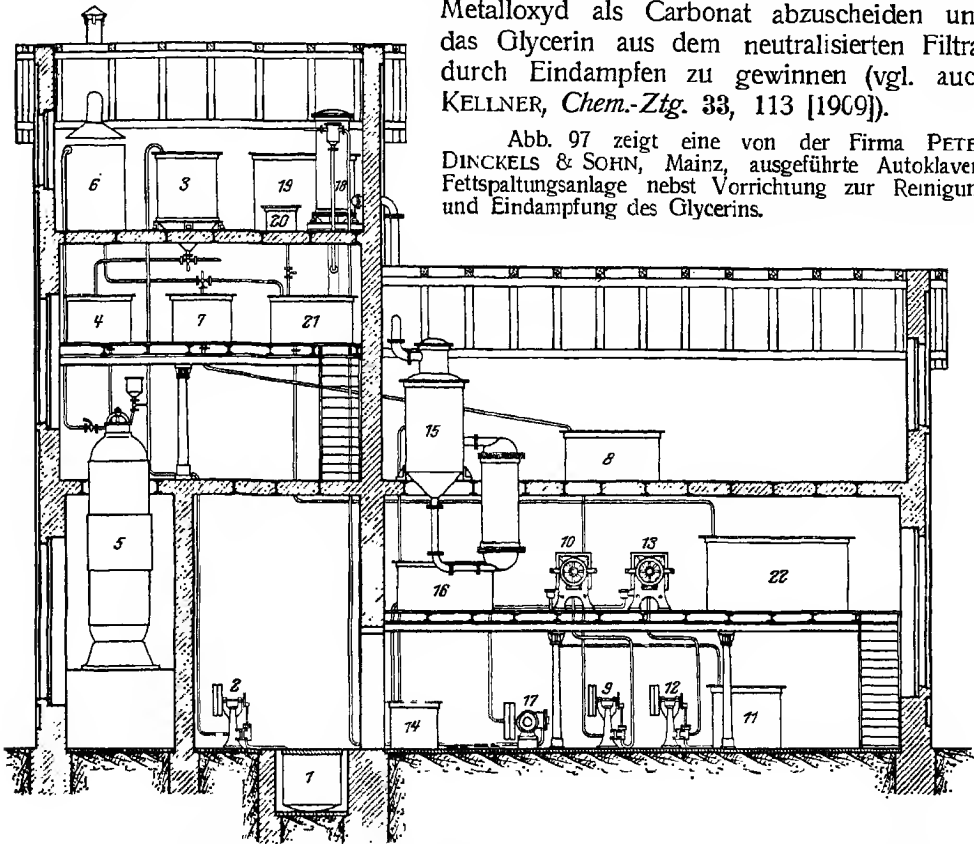 Metalloxyd als Carbonat abzuscheiden un
das Glycerin aus dem neutralisierten Filtra
durch Eindampfen zu gewinnen (vgl. auc
KELLNER, Chem.-Ztg. 33, 113 [1909]).
Abb. 97 zeigt eine von der Firma PETE
DINCKELS & SOHN, Mainz, ausgeführte Autoklaven
Fettspaltungsanlage nebst Vorrichtung zur Reinigun
und Eindampfung des Glycerins.
6 3 19 18
20
4 7 21
15
8
5
10 13
16 22
2
14 17 9 12 11
1